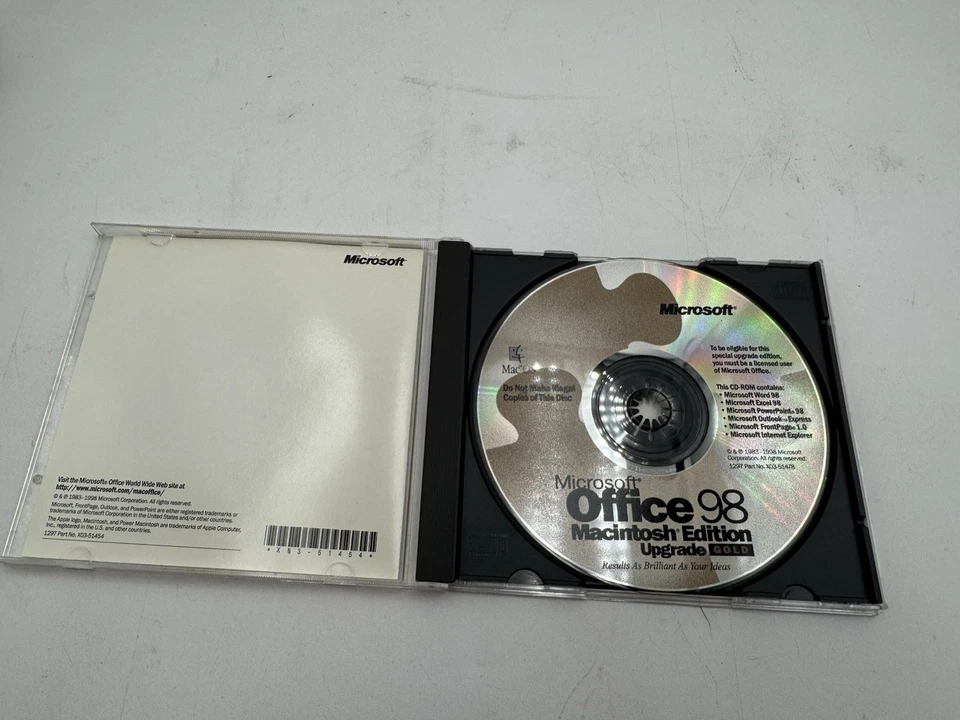 Microsoft
Visit the Microsoft® Office World Wide Web site at
http://www.microsoft.com/macoffice/
© & ℗ 1983-1998 Microsoft Corporation. All rights reserved.
Microsoft, FrontPage, Outlook, and PowerPoint are either registered trademarks or
trademarks of Microsoft Corporation in the United States and/or other countries.
The Apple logo, Macintosh, and Power Macintosh are trademarks of Apple Computer,
Inc., registered in the U.S. and other countries.
1297 Part No. X03-51454
*X03-51454*
Microsoft®
To be eligible for this
special upgrade edition,
you must be a licensed user
of Microsoft Office.
Mac OS
Do Not Make Illegal
Copies of This Disc
This CD-ROM contains:
• Microsoft Word 98
• Microsoft Excel 98
• Microsoft PowerPoint® 98
• Microsoft Outlook™ Express
• Microsoft FrontPage® 1.0
• Microsoft Internet Explorer
© & ℗ 1983-1998 Microsoft
Corporation. All rights reserved.
1297 Part No. X03-51478
Microsoft®
Office 98
Macintosh® Edition
Upgrade GOLD
Results As Brilliant As Your Ideas